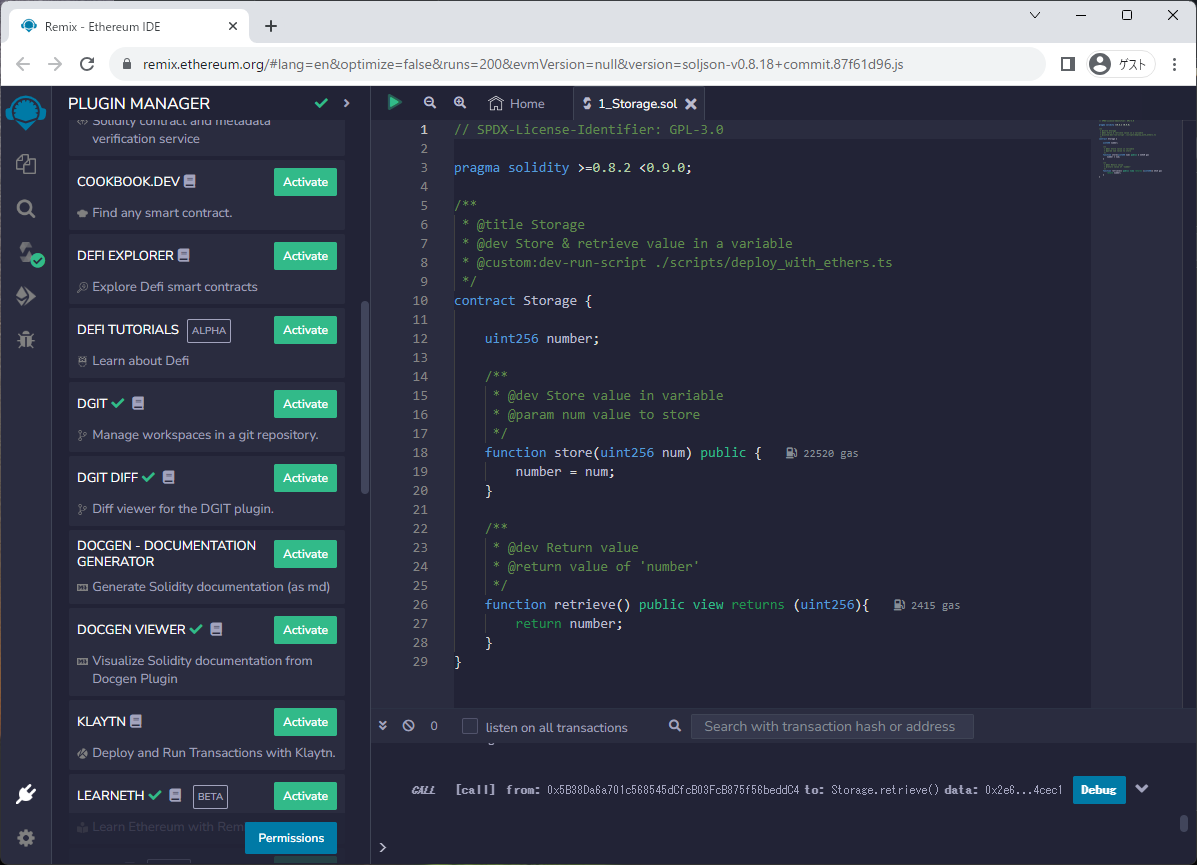 Remix - Ethereum IDE
remix.ethereum.org/#lang=en&optimize=false&runs=200&evmVersion=null&version=soljson-v0.8.18+commit.87f61d96.js
ゲスト
PLUGIN MANAGER
Solidity contract and metadata
verification service
COOKBOOK.DEV
Activate
Find any smart contract.
DEFI EXPLORER
Activate
Explore Defi smart contracts
DEFI TUTORIALS ALPHA
Activate
Learn about Defi
DGIT
Activate
Manage workspaces in a git repository.
DGIT DIFF
Activate
Diff viewer for the DGIT plugin.
DOCGEN - DOCUMENTATION
GENERATOR
Activate
Generate Solidity documentation (as md)
DOCGEN VIEWER
Activate
Visualize Solidity documentation from
Docgen Plugin
KLAYTN
Activate
Deploy and Run Transactions with Klaytn.
LEARNETH BETA
Activate
Learn Ethereum with Rem
Permissions
Home
1_Storage.sol
1 // SPDX-License-Identifier: GPL-3.0
2
3 pragma solidity >=0.8.2 <0.9.0;
4
5 /**
6 * @title Storage
7 * @dev Store & retrieve value in a variable
8 * @custom:dev-run-script ./scripts/deploy_with_ethers.ts
9 */
10 contract Storage {
11
12 uint256 number;
13
14 /**
15 * @dev Store value in variable
16 * @param num value to store
17 */
18 function store(uint256 num) public { 22520 gas
19 number = num;
20 }
21
22 /**
23 * @dev Return value
24 * @return value of 'number'
25 */
26 function retrieve() public view returns (uint256){ 2415 gas
27 return number;
28 }
29 }
0
listen on all transactions
Search with transaction hash or address
CALL [call] from: 0x5B38Da6a701c568545dCfcB03FcB875f56beddC4 to: Storage.retrieve() data: 0x2e6...4cec1
Debug
>